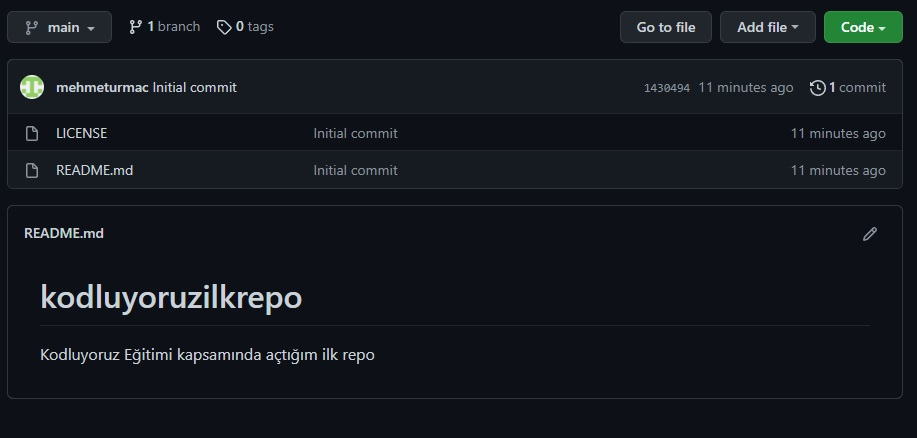 main 1 branch 0 tags Go to file Add file Code
mehmeturmac Initial commit 1430494 11 minutes ago 1 commit
LICENSE Initial commit 11 minutes ago
README.md Initial commit 11 minutes ago
README.md
kodluyoruzilkrepo
Kodluyoruz Eğitimi kapsamında açtığım ilk repo